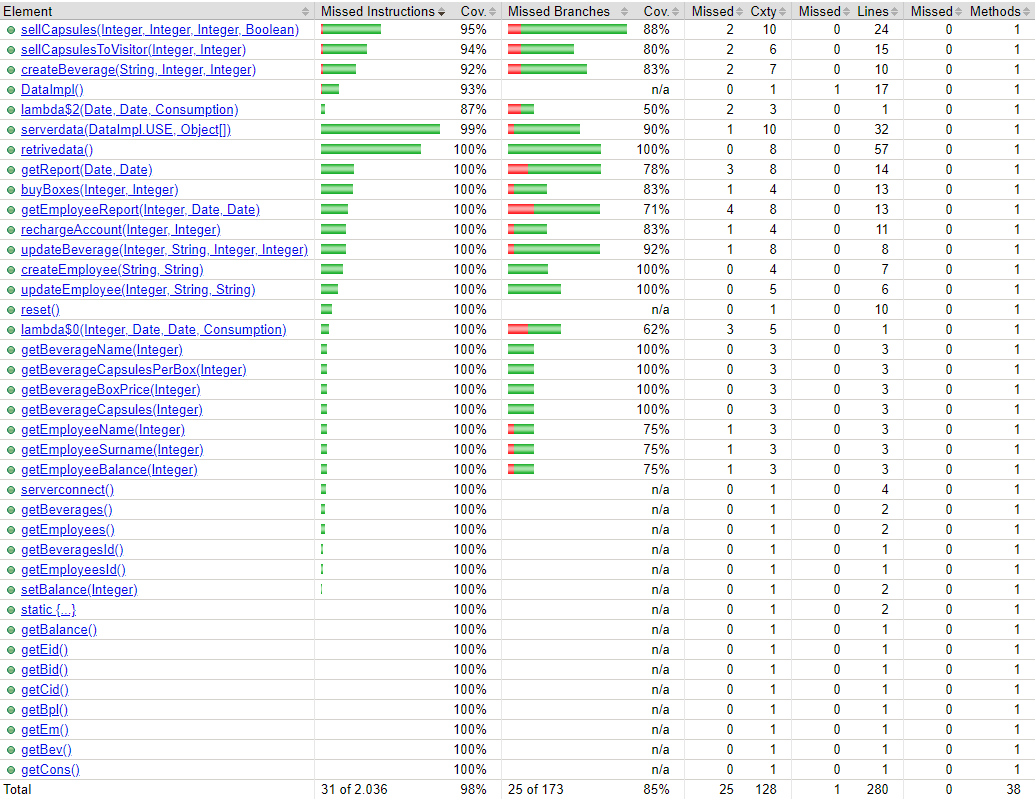 Element Missed Instructions Cov. Missed Branches Cov. Missed Cxty Missed Lines Missed Methods
sellCapsules(Integer, Integer, Integer, Boolean) 95% 88% 2 10 0 24 0 1
sellCapsulesToVisitor(Integer, Integer) 94% 80% 2 6 0 15 0 1
createBeverage(String, Integer, Integer) 92% 83% 2 7 0 10 0 1
DataImpl() 93% n/a 0 1 1 17 0 1
lambda$2(Date, Date, Consumption) 87% 50% 2 3 0 1 0 1
serverdata(DataImpl.USE, Object[]) 99% 90% 1 10 0 32 0 1
retrivedata() 100% 100% 0 8 0 57 0 1
getReport(Date, Date) 100% 78% 3 8 0 14 0 1
buyBoxes(Integer, Integer) 100% 83% 1 4 0 13 0 1
getEmployeeReport(Integer, Date, Date) 100% 71% 4 8 0 13 0 1
rechargeAccount(Integer, Integer) 100% 83% 1 4 0 11 0 1
updateBeverage(Integer, String, Integer, Integer) 100% 92% 1 8 0 8 0 1
createEmployee(String, String) 100% 100% 0 4 0 7 0 1
updateEmployee(Integer, String, String) 100% 100% 0 5 0 6 0 1
reset() 100% n/a 0 1 0 10 0 1
lambda$0(Integer, Date, Date, Consumption) 100% 62% 3 5 0 1 0 1
getBeverageName(Integer) 100% 100% 0 3 0 3 0 1
getBeverageCapsulesPerBox(Integer) 100% 100% 0 3 0 3 0 1
getBeverageBoxPrice(Integer) 100% 100% 0 3 0 3 0 1
getBeverageCapsules(Integer) 100% 100% 0 3 0 3 0 1
getEmployeeName(Integer) 100% 75% 1 3 0 3 0 1
getEmployeeSurname(Integer) 100% 75% 1 3 0 3 0 1
getEmployeeBalance(Integer) 100% 75% 1 3 0 3 0 1
serverconnect() 100% n/a 0 1 0 4 0 1
getBeverages() 100% n/a 0 1 0 2 0 1
getEmployees() 100% n/a 0 1 0 2 0 1
getBeveragesId() 100% n/a 0 1 0 1 0 1
getEmployeesId() 100% n/a 0 1 0 1 0 1
setBalance(Integer) 100% n/a 0 1 0 2 0 1
static {...} 100% n/a 0 1 0 2 0 1
getBalance() 100% n/a 0 1 0 1 0 1
getEid() 100% n/a 0 1 0 1 0 1
getBid() 100% n/a 0 1 0 1 0 1
getCid() 100% n/a 0 1 0 1 0 1
getBpl() 100% n/a 0 1 0 1 0 1
getEm() 100% n/a 0 1 0 1 0 1
getBev() 100% n/a 0 1 0 1 0 1
getCons() 100% n/a 0 1 0 1 0 1
Total 31 of 2.036 98% 25 of 173 85% 25 128 1 280 0 38